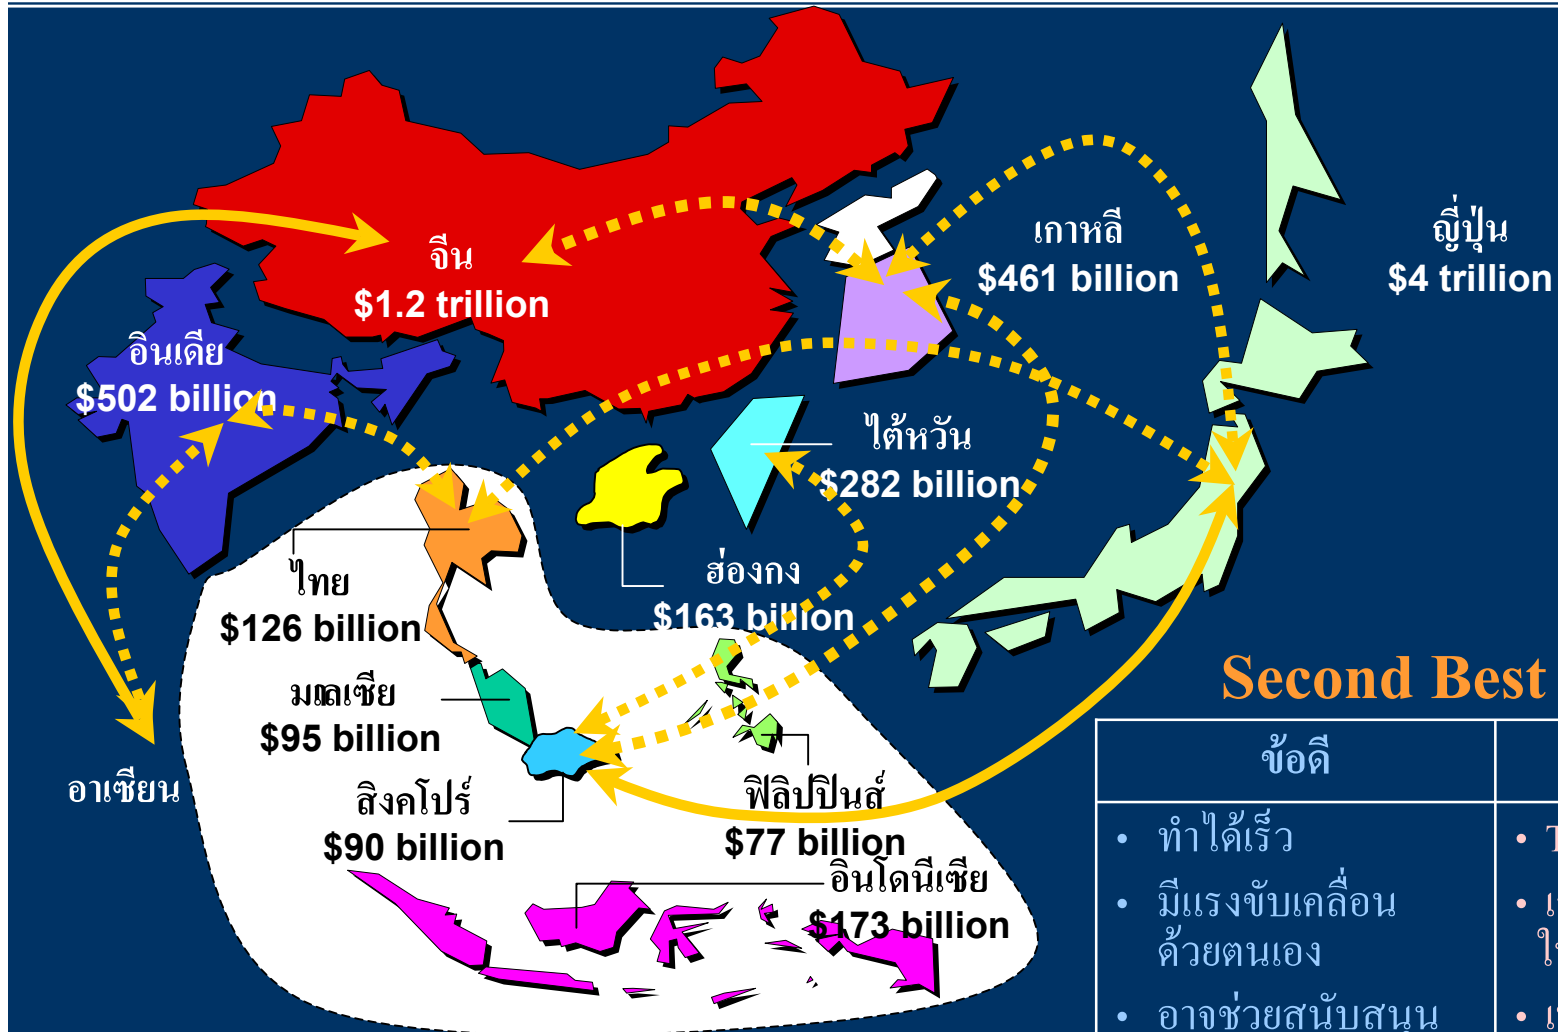 จีน
$1.2 trillion
เกาหลี
$461 billion
ญี่ปุ่น
$4 trillion
อินเดีย
$502 billion
ไต้หวัน
$282 billion
ฮ่องกง
$163 billion
ไทย
$126 billion
มาเลเซีย
$95 billion
อาเซียน
สิงคโปร์
$90 billion
ฟิลิปปินส์
$77 billion
อินโดนีเซีย
$173 billion
Second Best
ข้อดี
• ทำได้เร็ว
• มีแรงขับเคลื่อน
ด้วยตนเอง
• อาจช่วยสนับสนุน